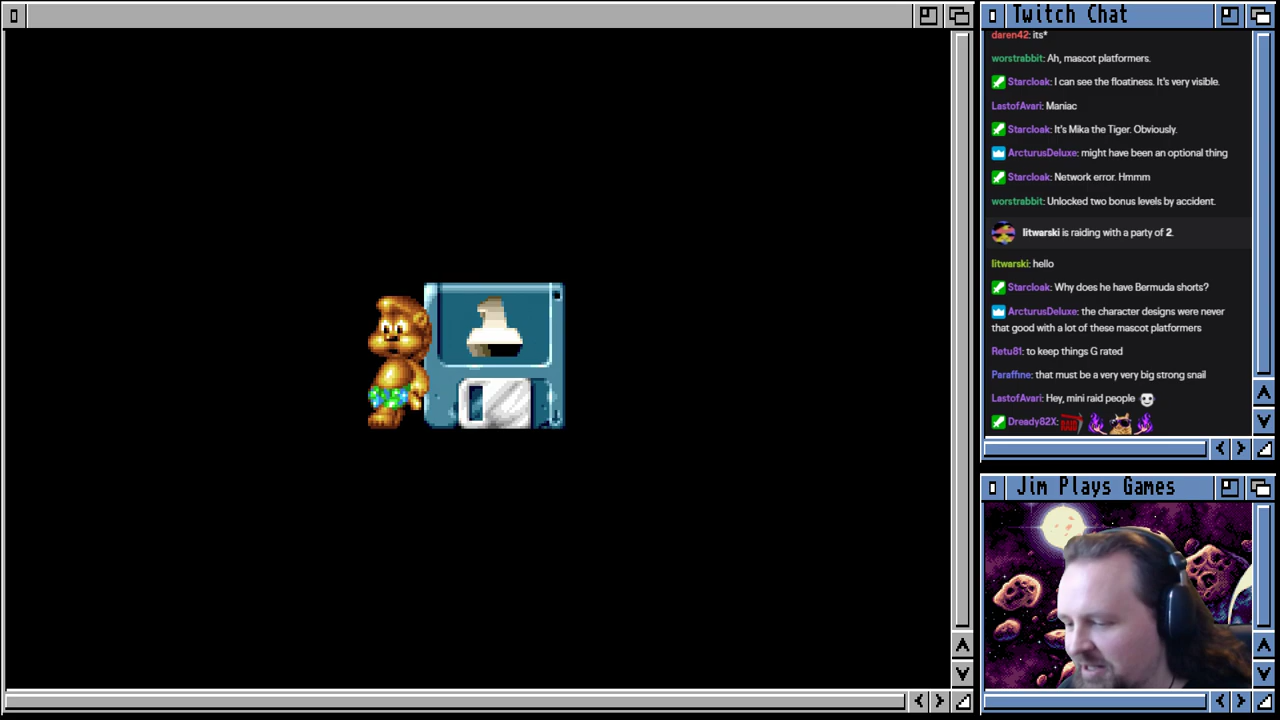 Twitch Chat
daren42: its*
worstrabbit: Ah, mascot platformers.
Starcloak: I can see the floatiness. It's very visible.
LastofAvari: Maniac
Starcloak: It's Mika the Tiger. Obviously.
ArcturusDeluxe: might have been an optional thing
Starcloak: Network error. Hmmm
worstrabbit: Unlocked two bonus levels by accident.
litwarski is raiding with a party of 2.
litwarski: hello
Starcloak: Why does he have Bermuda shorts?
ArcturusDeluxe: the character designs were never
that good with a lot of these mascot platformers
Retu81: to keep things G rated
Paraffine: that must be a very very big strong snail
LastofAvari: Hey, mini raid people
Dready82X: RAID
Jim Plays Games